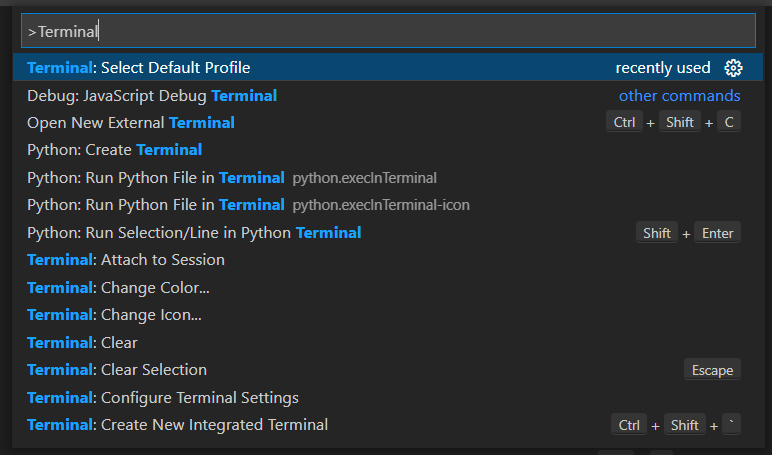 >Terminal
Terminal: Select Default Profile recently used
Debug: JavaScript Debug Terminal other commands
Open New External Terminal Ctrl + Shift + C
Python: Create Terminal
Python: Run Python File in Terminal python.execInTerminal
Python: Run Python File in Terminal python.execInTerminal-icon
Python: Run Selection/Line in Python Terminal Shift + Enter
Terminal: Attach to Session
Terminal: Change Color...
Terminal: Change Icon...
Terminal: Clear
Terminal: Clear Selection Escape
Terminal: Configure Terminal Settings
Terminal: Create New Integrated Terminal Ctrl + Shift + `